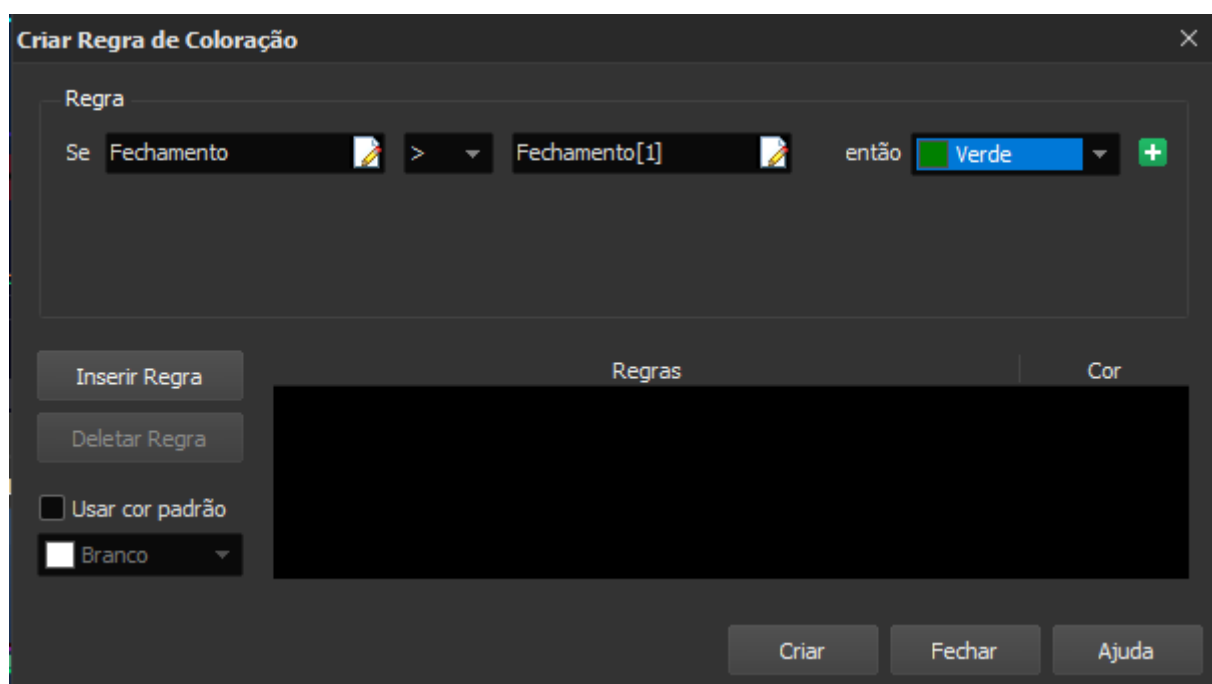 Criar Regra de Coloração
Regra
Se Fechamento > Fechamento[1] então Verde
Inserir Regra
Regras Cor
Deletar Regra
Usar cor padrão
Branco
Criar Fechar Ajuda